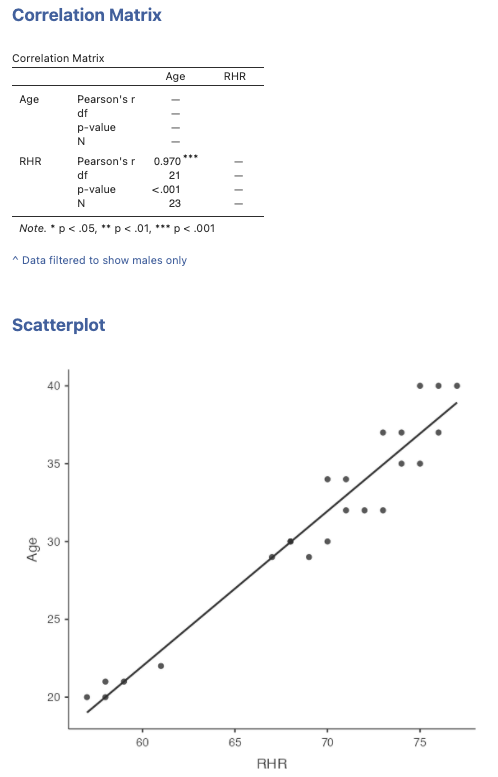 Correlation Matrix
Correlation Matrix
Age RHR
Age Pearson's r —
df —
p-value —
N —
RHR Pearson's r 0.970 *** —
df 21 —
p-value <.001 —
N 23 —
Note. * p < .05, ** p < .01, *** p < .001
^ Data filtered to show males only
Scatterplot
40
35
30
25
20
Age
60 65 70 75
RHR